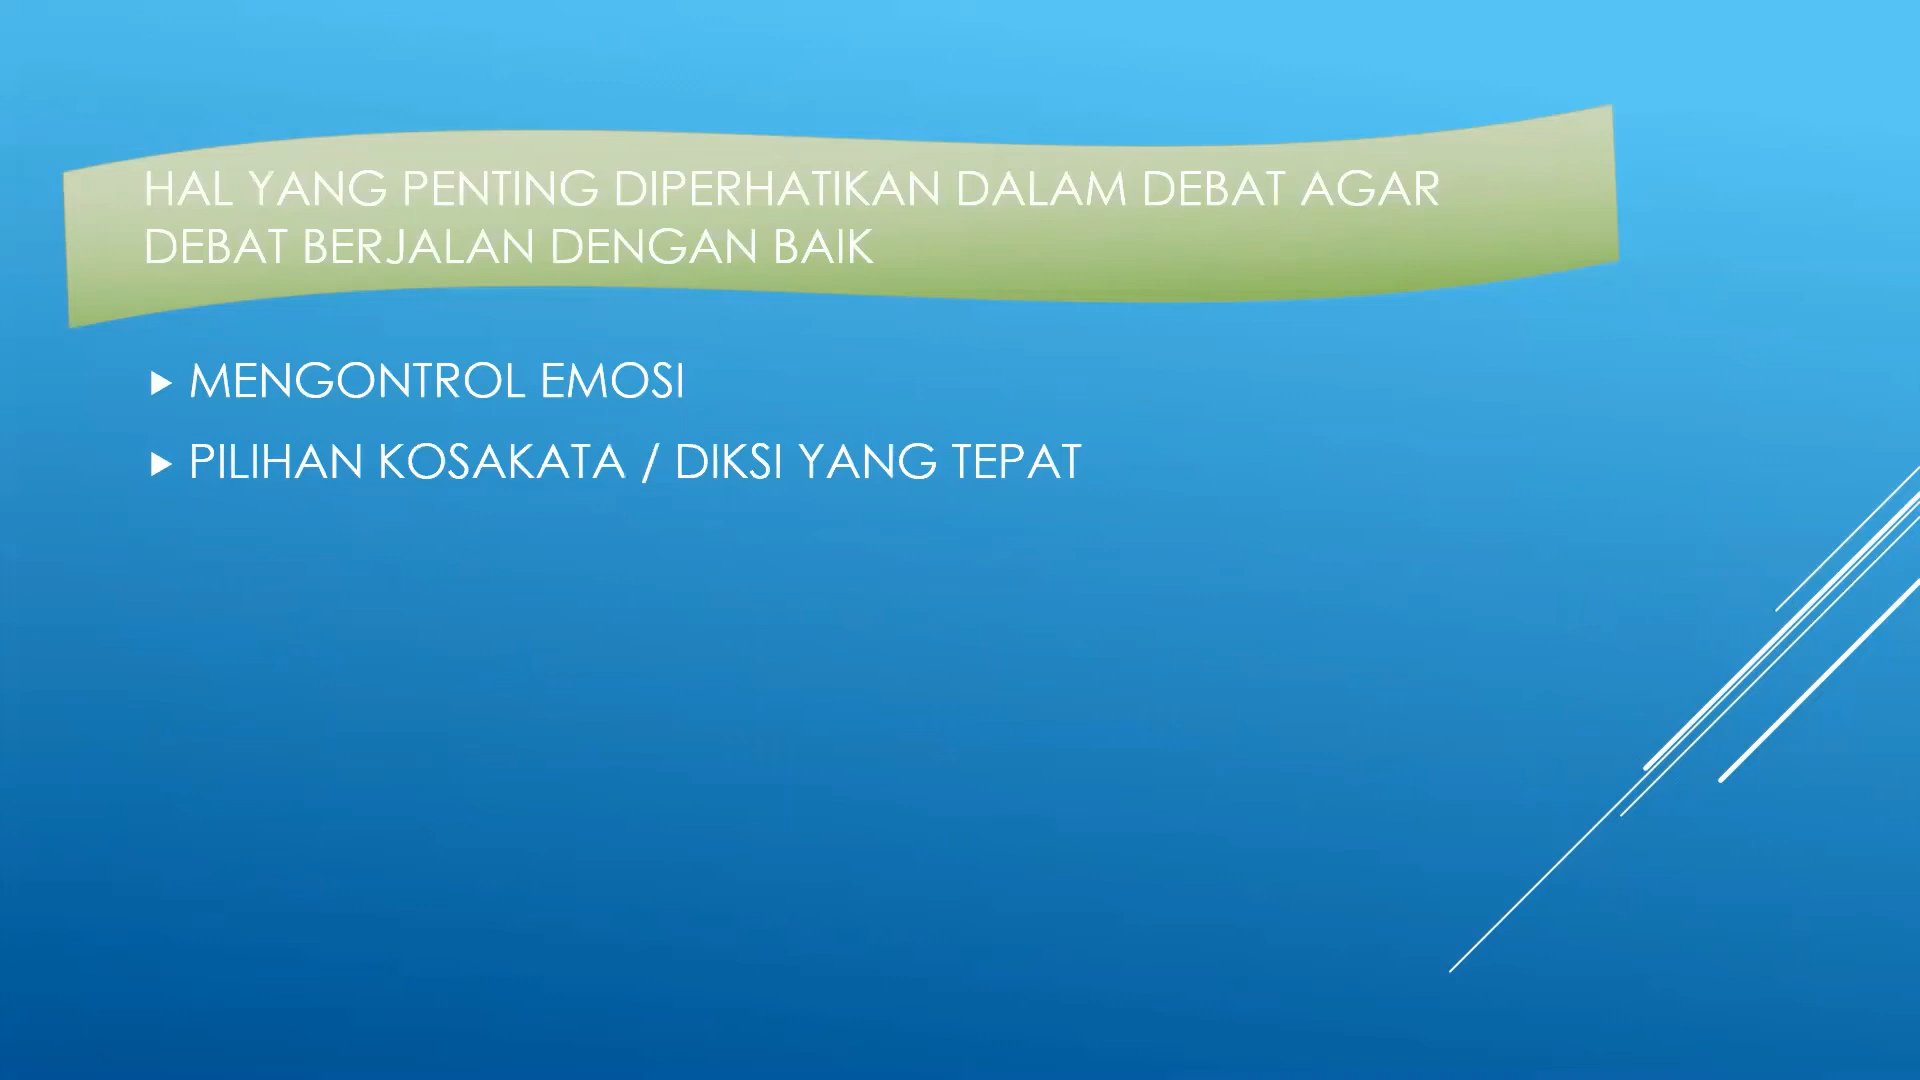 HAL YANG PENTING DIPERHATIKAN DALAM DEBAT AGAR
DEBAT BERJALAN DENGAN BAIK
MENGONTROL EMOSI
PILIHAN KOSAKATA / DIKSI YANG TEPAT